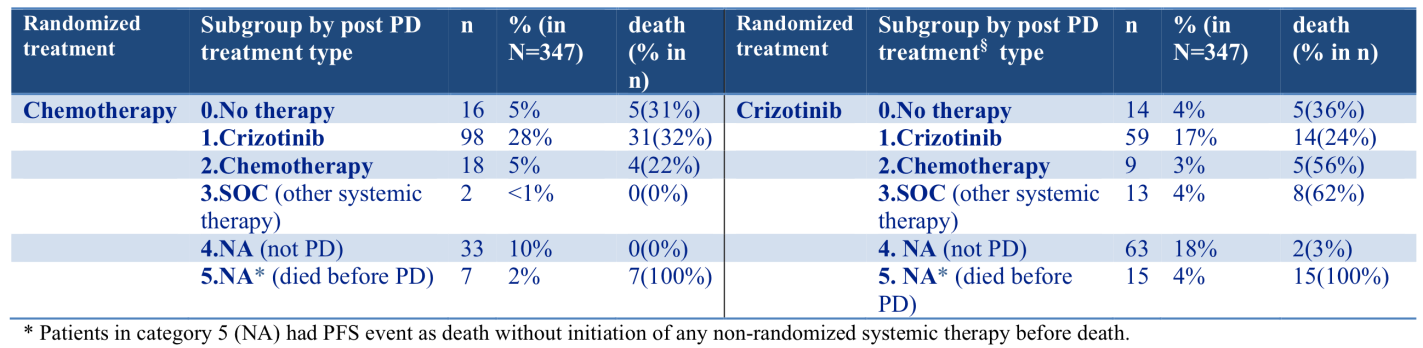 Randomized treatment | Subgroup by post PD treatment type | n | % (in N=347) | death (% in n) | Randomized treatment | Subgroup by post PD treatment§ type | n | % (in N=347) | death (% in n)
Chemotherapy | 0.No therapy | 16 | 5% | 5(31%) | Crizotinib | 0.No therapy | 14 | 4% | 5(36%)
1.Crizotinib | 98 | 28% | 31(32%) | 1.Crizotinib | 59 | 17% | 14(24%)
2.Chemotherapy | 18 | 5% | 4(22%) | 2.Chemotherapy | 9 | 3% | 5(56%)
3.SOC (other systemic therapy) | 2 | <1% | 0(0%) | 3.SOC (other systemic therapy) | 13 | 4% | 8(62%)
4.NA (not PD) | 33 | 10% | 0(0%) | 4. NA (not PD) | 63 | 18% | 2(3%)
5.NA* (died before PD) | 7 | 2% | 7(100%) | 5. NA* (died before PD) | 15 | 4% | 15(100%)
* Patients in category 5 (NA) had PFS event as death without initiation of any non-randomized systemic therapy before death.